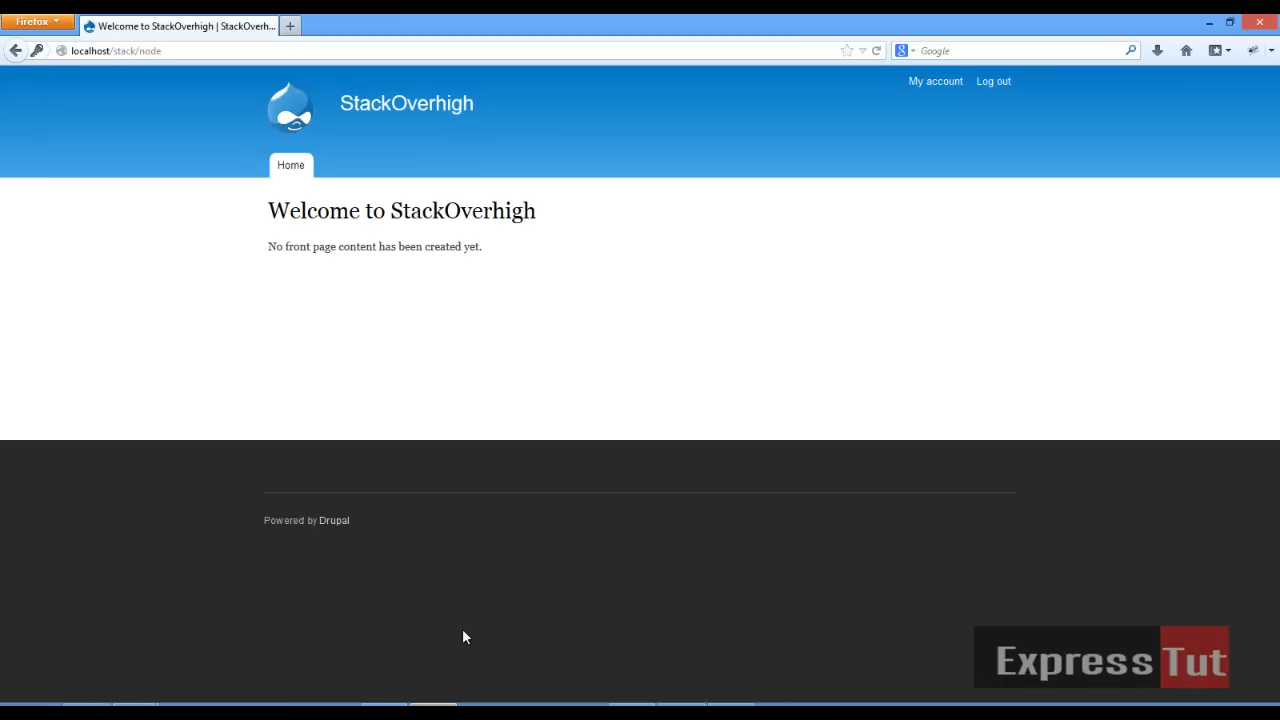 Firefox
Welcome to StackOverhigh | StackOverh...
localhost/stack/node
Google
My account Log out
StackOverhigh
Home
Welcome to StackOverhigh
No front page content has been created yet.
Powered by Drupal
Express Tut